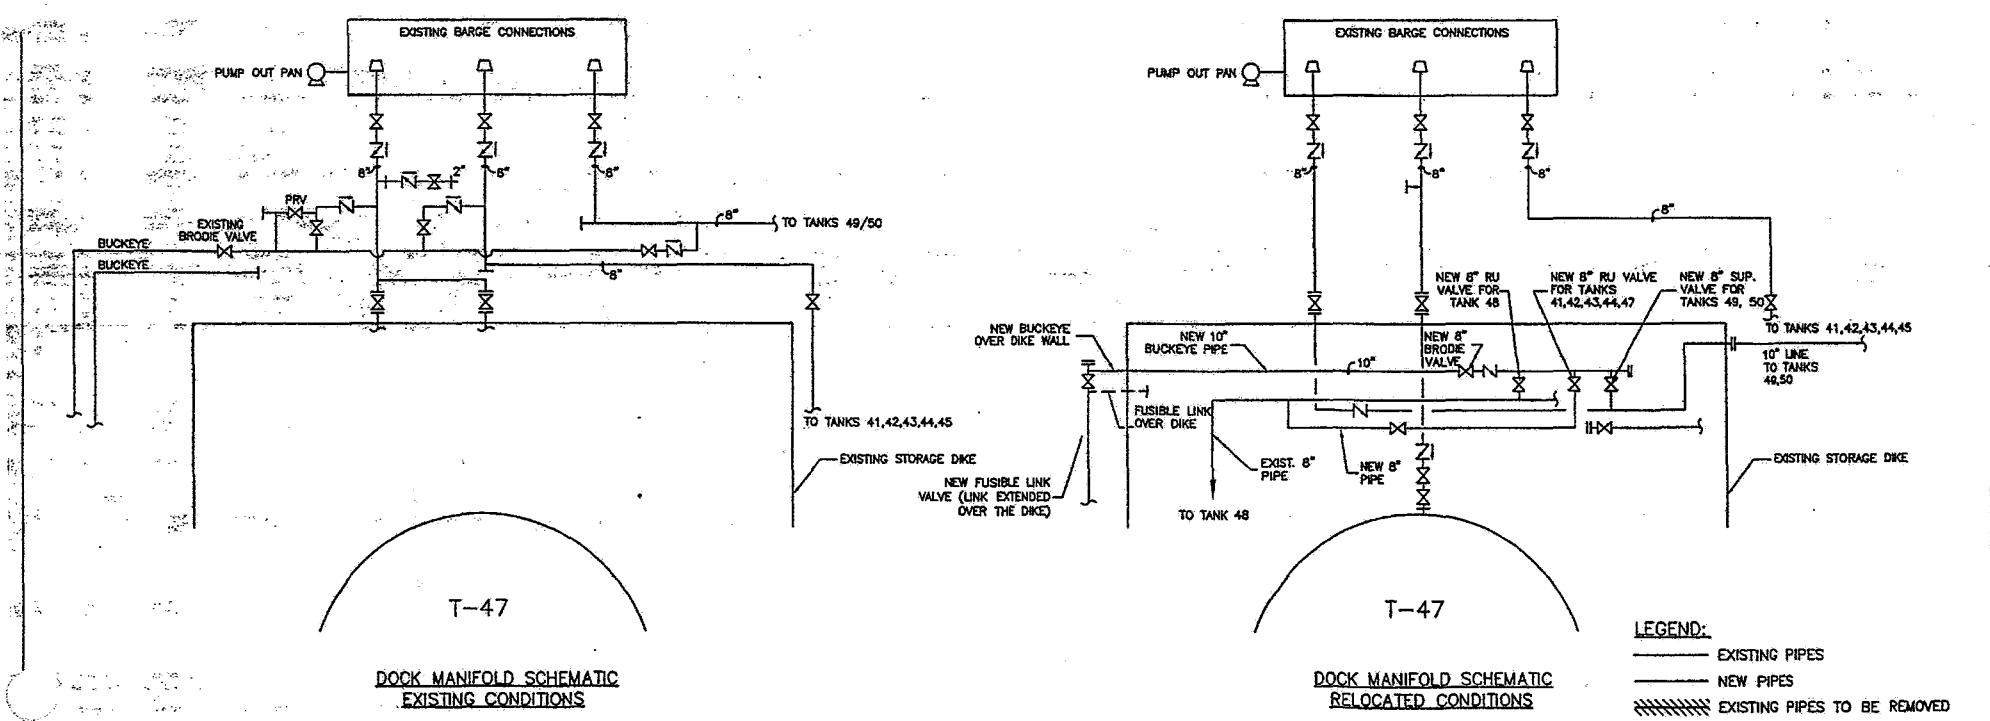 EXISTING BARGE CONNECTIONS
PUMP OUT PAN
8"
2"
8"
8"
PRV
EXISTING
BRODIE VALVE
BUCKEYE
BUCKEYE
8"
TO TANKS 49/50
8"
TO TANKS 41,42,43,44,45
EXISTING STORAGE DIKE
T-47
DOCK MANIFOLD SCHEMATIC
EXISTING CONDITIONS
EXISTING BARGE CONNECTIONS
PUMP OUT PAN
8"
8"
8"
8"
NEW 8" RU
VALVE FOR
TANK 48
NEW 8" RU VALVE
FOR TANKS
41,42,43,44,47
NEW 8" SUP.
VALVE FOR
TANKS 49, 50
TO TANKS 41,42,43,44,45
10" LINE
TO TANKS
49,50
NEW BUCKEYE
OVER DIKE WALL
NEW 10"
BUCKEYE PIPE
10"
NEW 8"
BRODIE
VALVE
FUSIBLE LINK
OVER DIKE
EXIST. 8"
PIPE
NEW 8"
PIPE
NEW FUSIBLE LINK
VALVE (LINK EXTENDED
OVER THE DIKE)
TO TANK 48
EXISTING STORAGE DIKE
T-47
DOCK MANIFOLD SCHEMATIC
RELOCATED CONDITIONS
LEGEND:
EXISTING PIPES
NEW PIPES
EXISTING PIPES TO BE REMOVED